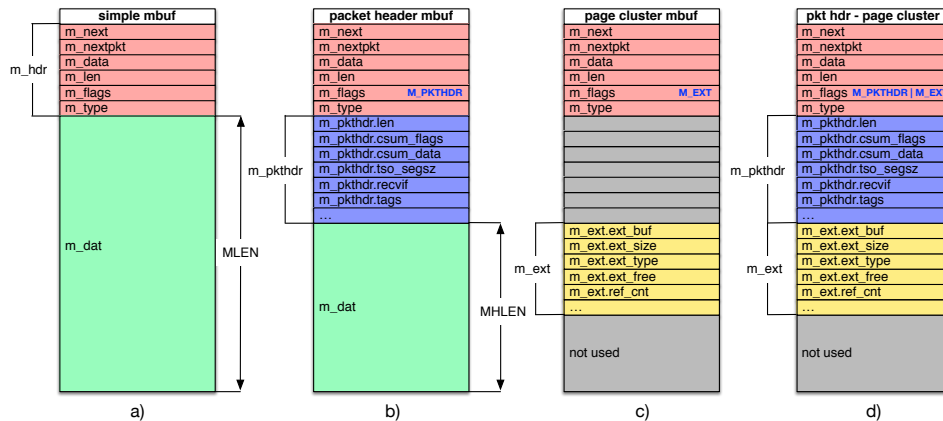 simple mbuf
m_next
m_nextpkt
m_data
m_len
m_flags
m_type
m_hdr
m_dat
MLEN
a)
packet header mbuf
m_next
m_nextpkt
m_data
m_len
m_flags M_PKTHDR
m_type
m_pkthdr.len
m_pkthdr.csum_flags
m_pkthdr.csum_data
m_pkthdr.tso_segsz
m_pkthdr.recvif
m_pkthdr.tags
...
m_pkthdr
m_dat
MHLEN
b)
page cluster mbuf
m_next
m_nextpkt
m_data
m_len
m_flags M_EXT
m_type
m_ext.ext_buf
m_ext.ext_size
m_ext.ext_type
m_ext.ext_free
m_ext.ref_cnt
...
m_ext
not used
c)
pkt hdr - page cluster
m_next
m_nextpkt
m_data
m_len
m_flags M_PKTHDR | M_EX
m_type
m_pkthdr.len
m_pkthdr.csum_flags
m_pkthdr.csum_data
m_pkthdr.tso_segsz
m_pkthdr.recvif
m_pkthdr.tags
...
m_pkthdr
m_ext.ext_buf
m_ext.ext_size
m_ext.ext_type
m_ext.ext_free
m_ext.ref_cnt
...
m_ext
not used
d)